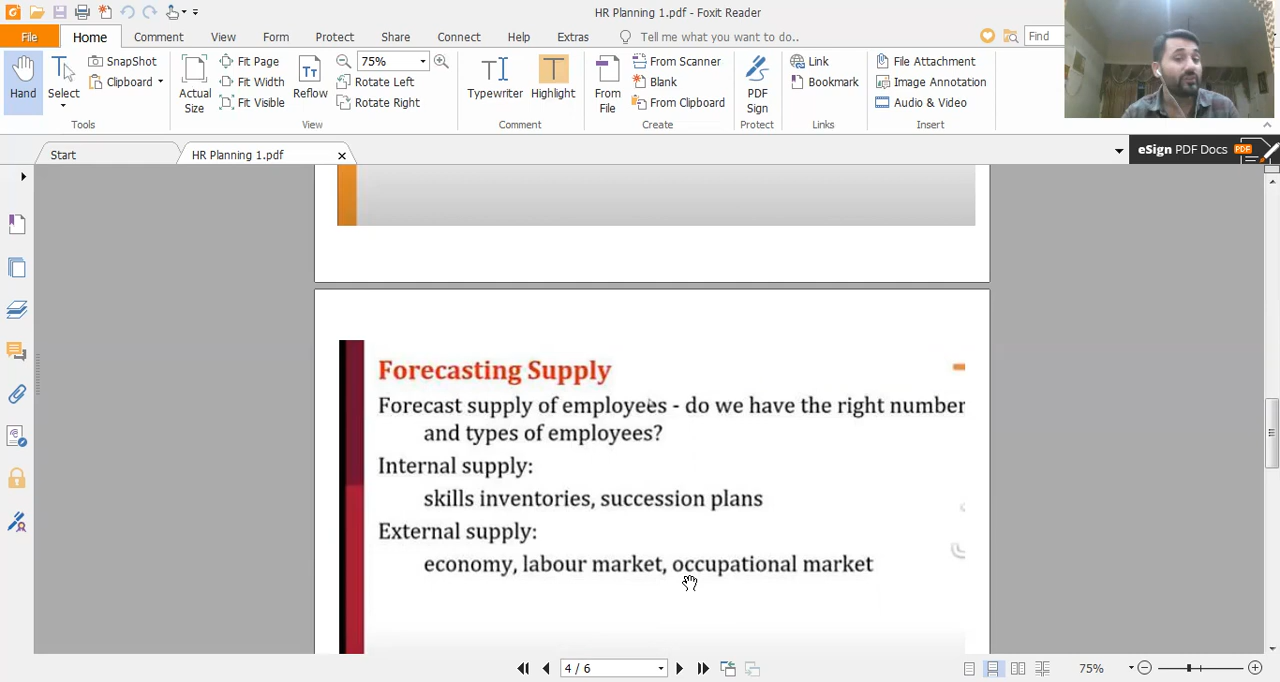 HR Planning 1.pdf - Foxit Reader
File Home Comment View Form Protect Share Connect Help Extras Tell me what you want to do.. Find
Hand
Select
SnapShot
Clipboard
Tools
Actual
Size
Fit Page
Fit Width
Fit Visible
Reflow
75%
Rotate Left
Rotate Right
View
Typewriter
Highlight
Comment
From
File
From Scanner
Blank
From Clipboard
Create
PDF
Sign
Protect
Link
Bookmark
Links
File Attachment
Image Annotation
Audio & Video
Insert
Start
HR Planning 1.pdf
eSign PDF Docs PDF
Forecasting Supply
Forecast supply of employees - do we have the right number
and types of employees?
Internal supply:
skills inventories, succession plans
External supply:
economy, labour market, occupational market
4 / 6
75%